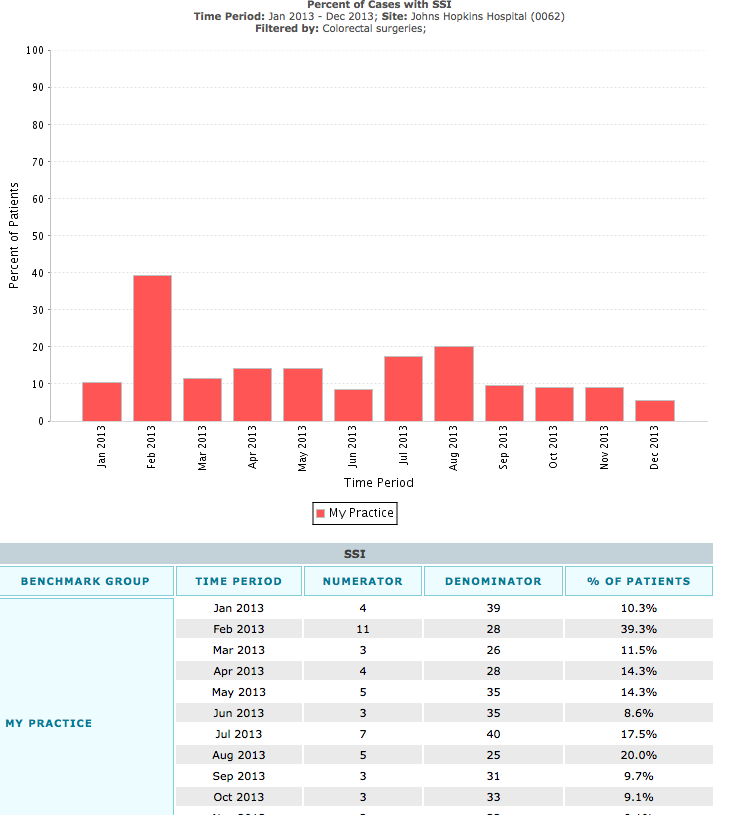 Percent of Cases with SSI
Time Period: Jan 2013 - Dec 2013; Site: Johns Hopkins Hospital (0062)
Filtered by: Colorectal surgeries;
100
90
80
70
60
50
40
30
20
10
0
Percent of Patients
Jan 2013
Feb 2013
Mar 2013
Apr 2013
May 2013
Jun 2013
Jul 2013
Aug 2013
Sep 2013
Oct 2013
Nov 2013
Dec 2013
Time Period
My Practice
SSI
BENCHMARK GROUP TIME PERIOD NUMERATOR DENOMINATOR % OF PATIENTS
Jan 2013 4 39 10.3%
Feb 2013 11 28 39.3%
Mar 2013 3 26 11.5%
Apr 2013 4 28 14.3%
May 2013 5 35 14.3%
Jun 2013 3 35 8.6%
MY PRACTICE
Jul 2013 7 40 17.5%
Aug 2013 5 25 20.0%
Sep 2013 3 31 9.7%
Oct 2013 3 33 9.1%